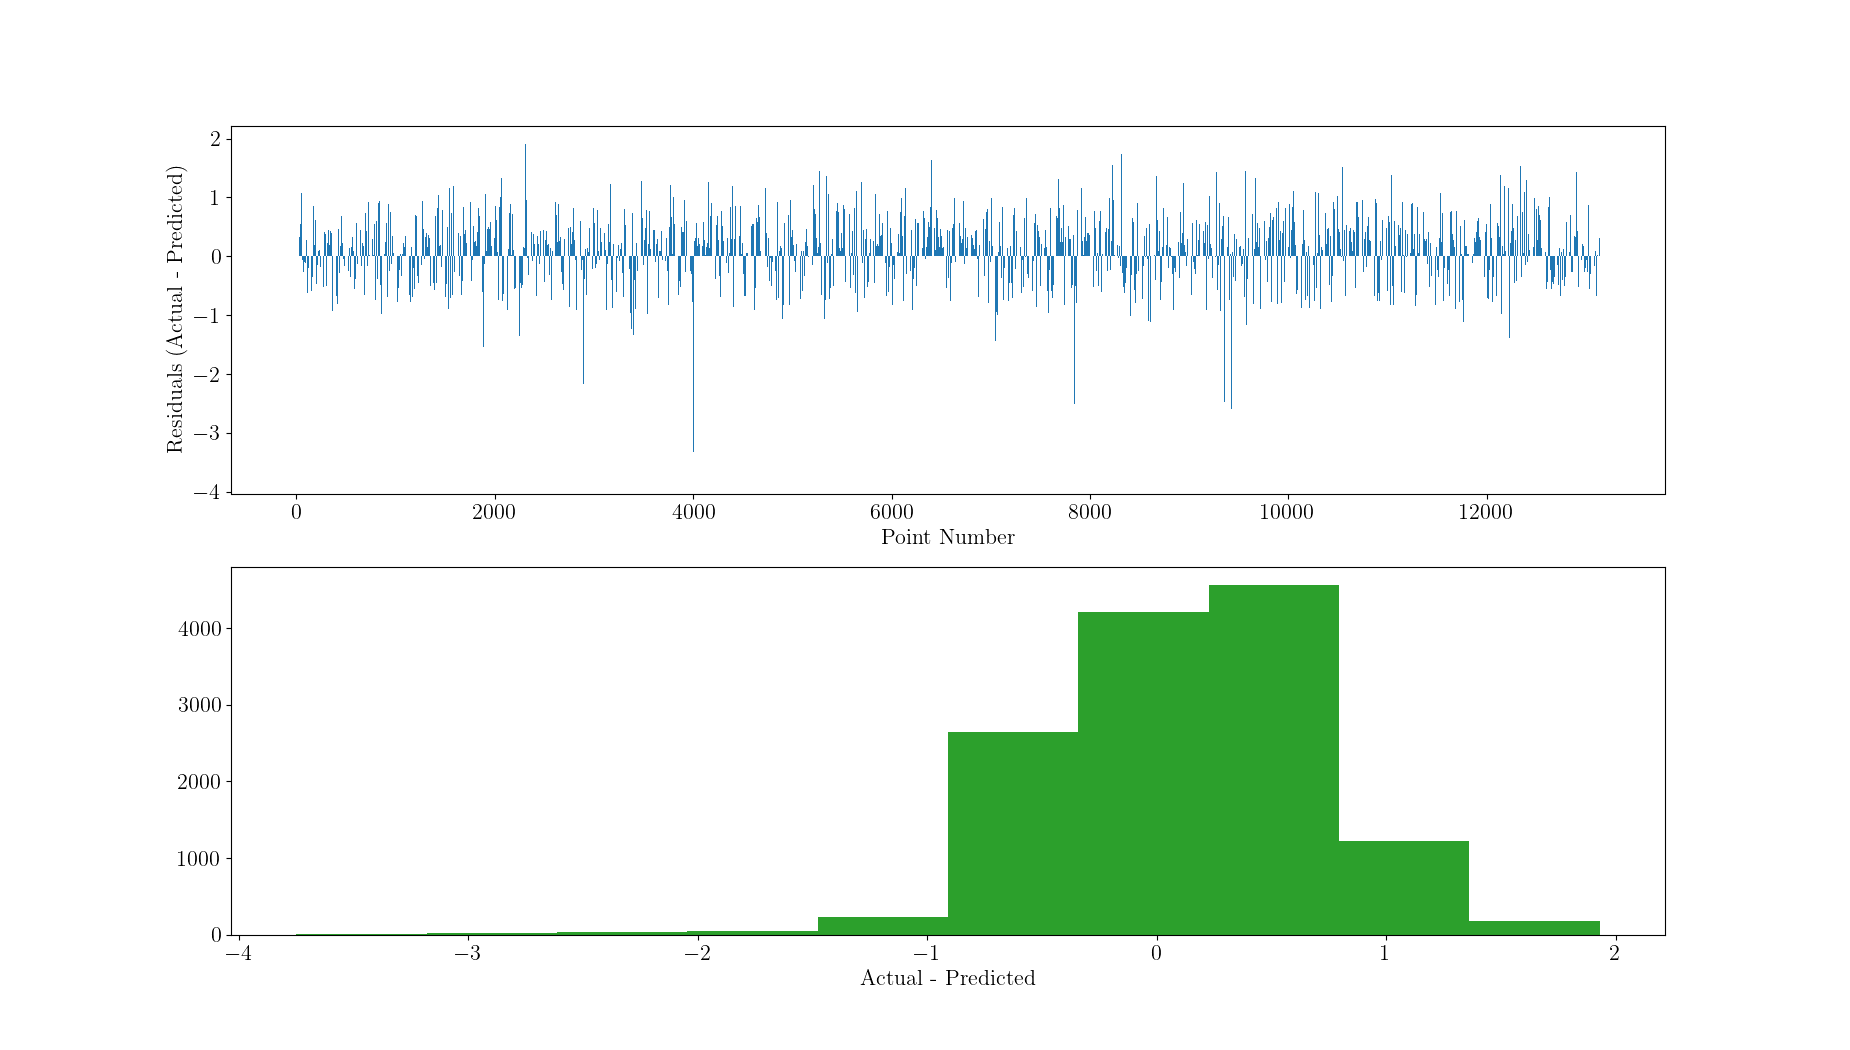 2
1
0
−1
−2
−3
−4
Residuals (Actual - Predicted)
0 2000 4000 6000 8000 10000 12000
Point Number
4000
3000
2000
1000
0
−4 −3 −2 −1 0 1 2
Actual - Predicted